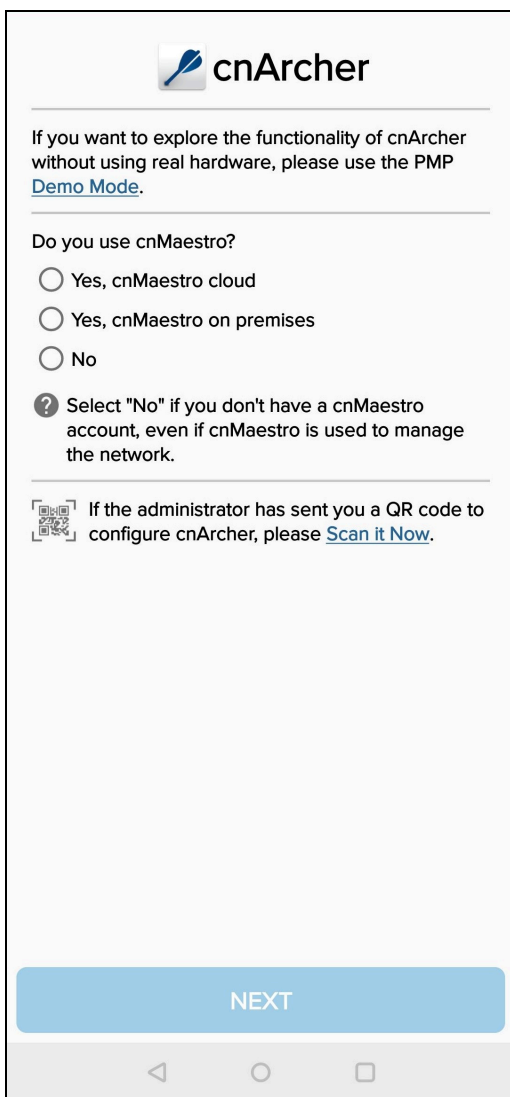 cnArcher
If you want to explore the functionality of cnArcher
without using real hardware, please use the PMP
Demo Mode.
Do you use cnMaestro?
Yes, cnMaestro cloud
Yes, cnMaestro on premises
No
? Select "No" if you don't have a cnMaestro
account, even if cnMaestro is used to manage
the network.
If the administrator has sent you a QR code to
configure cnArcher, please Scan it Now.
NEXT